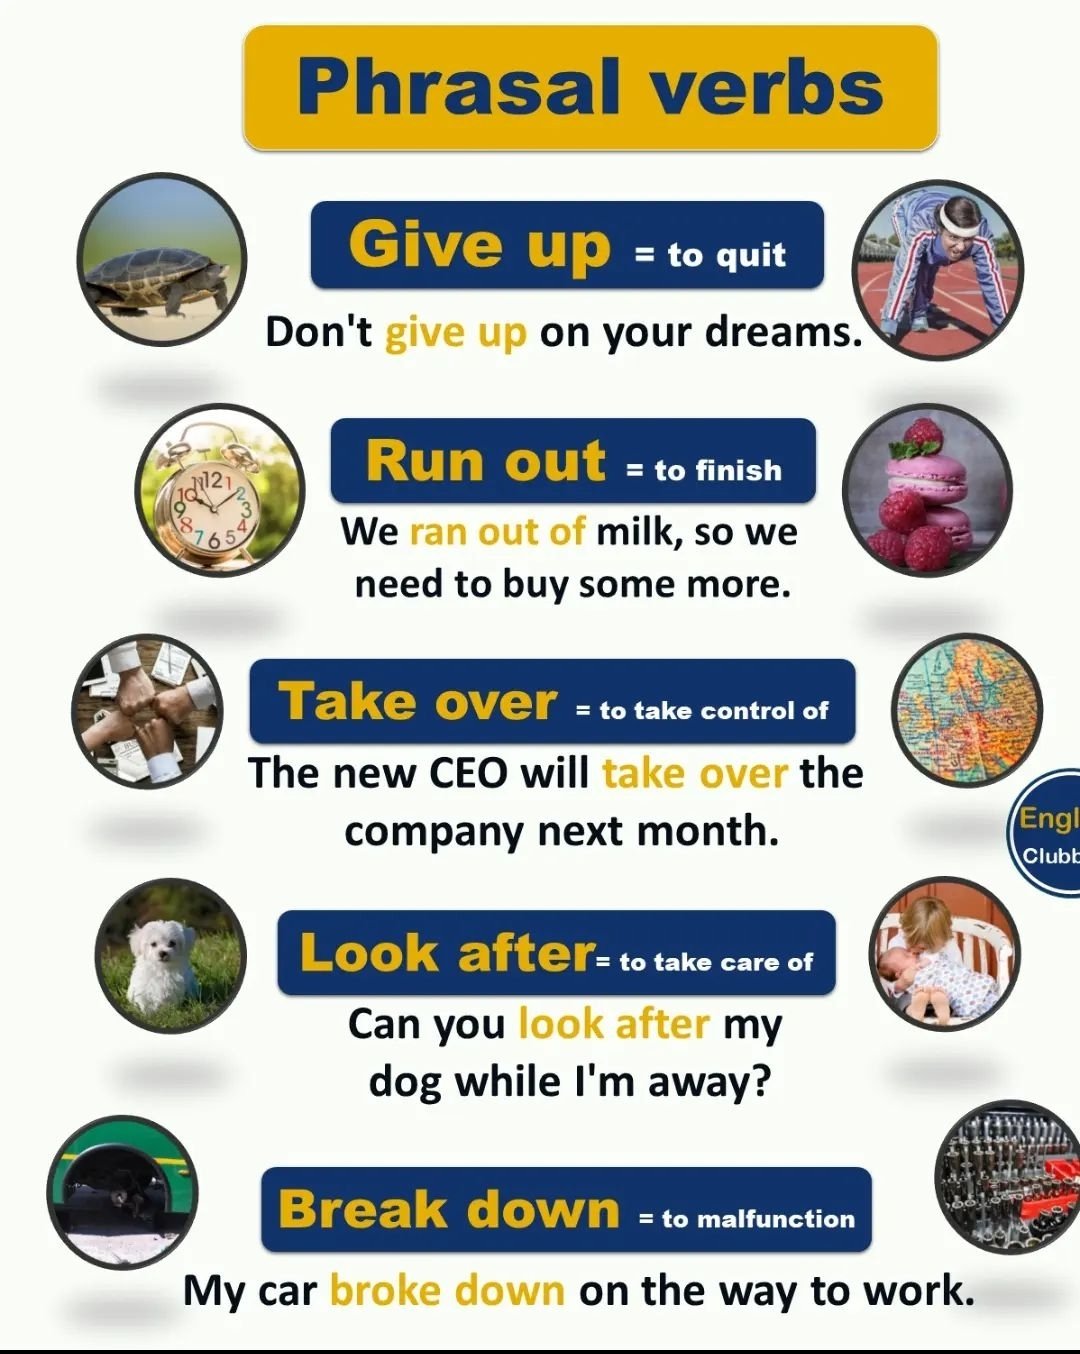 Phrasal verbs
Give up = to quit
Don't give up on your dreams.
Run out = to finish
We ran out of milk, so we
need to buy some more.
Take over = to take control of
The new CEO will take over the
company next month.
Engl
Clubb
Look after= to take care of
Can you look after my
dog while I'm away?
Break down = to malfunction
My car broke down on the way to work.